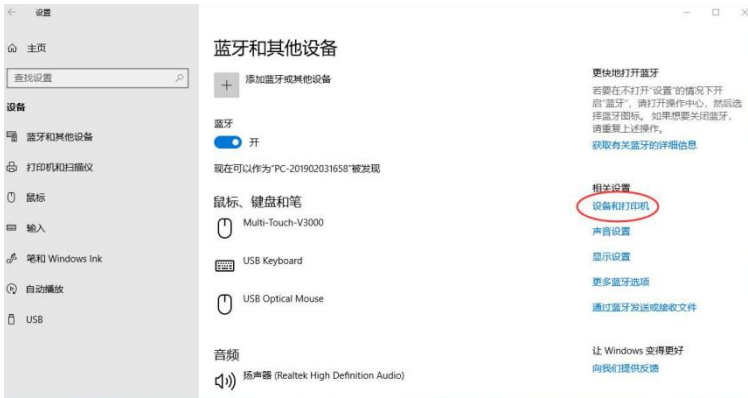 设置
主页
查找设置
设备
蓝牙和其他设备
打印机和扫描仪
鼠标
输入
笔和 Windows Ink
自动播放
USB
蓝牙和其他设备
添加蓝牙或其他设备
蓝牙
开
现在可以作为"PC-201902031658"被发现
鼠标、键盘和笔
Multi-Touch-V3000
USB Keyboard
USB Optical Mouse
音频
扬声器 (Realtek High Definition Audio)
更快地打开蓝牙
若要在不打开"设置"的情况下开
启"蓝牙"，请打开操作中心，然后选
择蓝牙图标。 如果想要关闭蓝牙，
请重复上述操作。
获取有关蓝牙的详细信息
相关设置
设备和打印机
声音设置
显示设置
更多蓝牙选项
通过蓝牙发送或接收文件
让 Windows 变得更好
向我们提供反馈